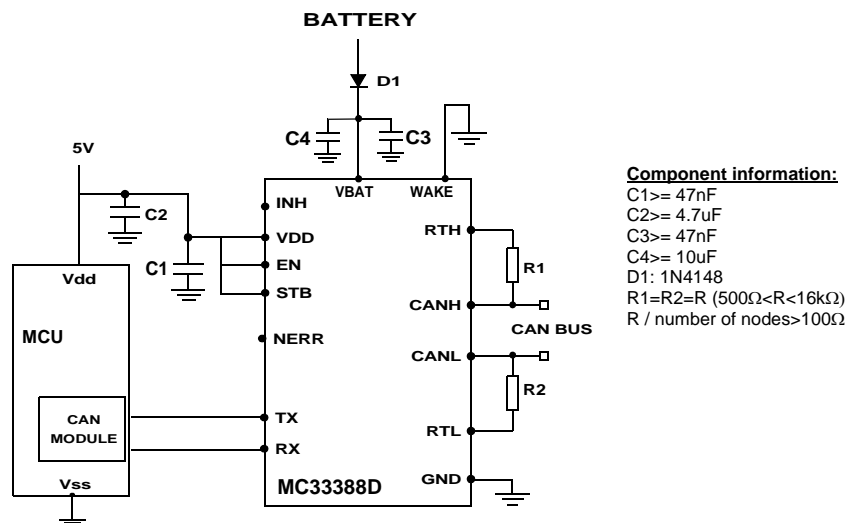 BATTERY
D1
C4
C3
5V
C2
C1
VBAT
WAKE
INH
VDD
EN
STB
NERR
TX
RX
RTH
CANH
CANL
RTL
GND
R1
CAN BUS
R2
MC33388D
Vdd
MCU
CAN
MODULE
Vss
Component information:
C1>= 47nF
C2>= 4.7uF
C3>= 47nF
C4>= 10uF
D1: 1N4148
R1=R2=R (500Ω<R<16kΩ)
R / number of nodes>100Ω